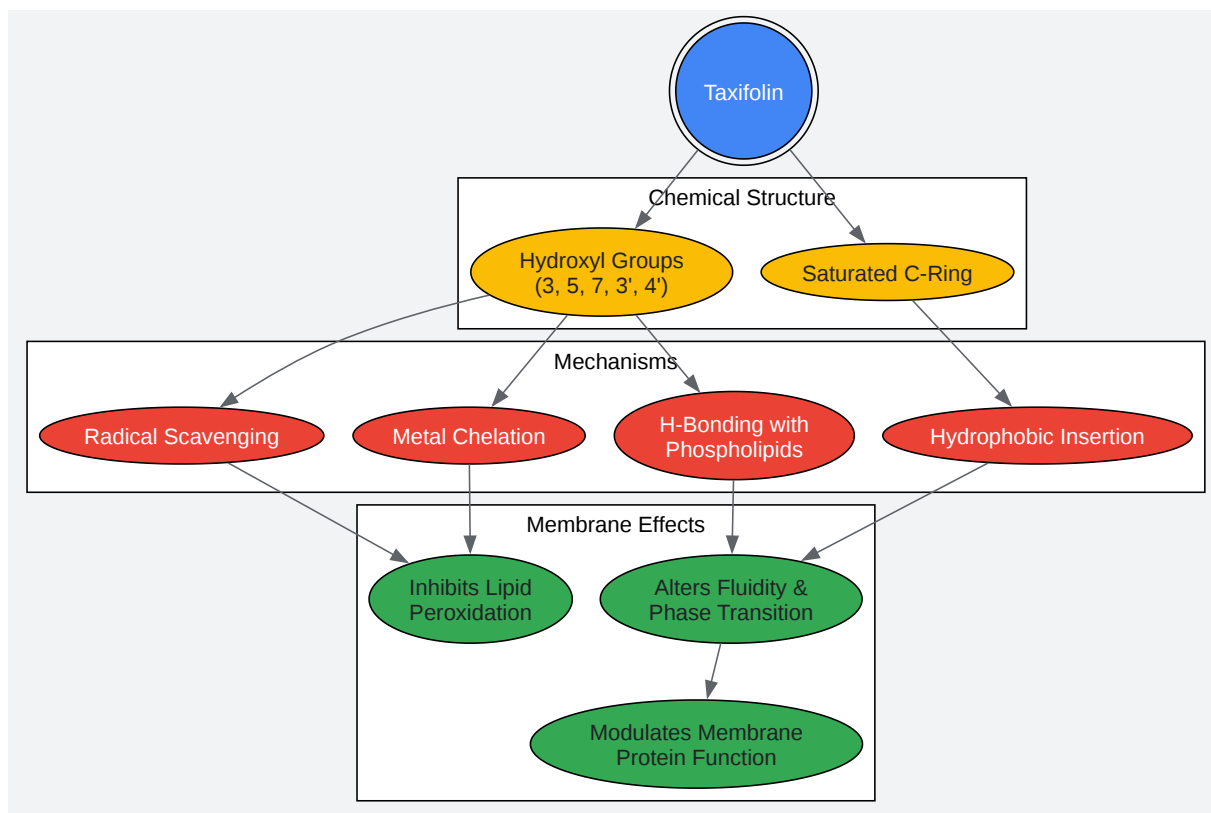 Taxifolin
Chemical Structure
Hydroxyl Groups
(3, 5, 7, 3', 4')
Saturated C-Ring
Mechanisms
Radical Scavenging
Metal Chelation
H-Bonding with
Phospholipids
Hydrophobic Insertion
Membrane Effects
Inhibits Lipid
Peroxidation
Alters Fluidity &
Phase Transition
Modulates Membrane
Protein Function